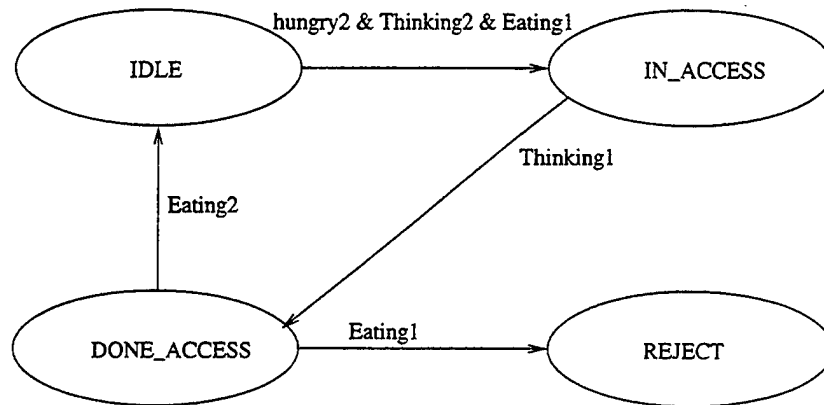 hungry2 & Thinking2 & Eating1
IDLE
IN_ACCESS
Thinking1
Eating2
DONE_ACCESS
Eating1
REJECT